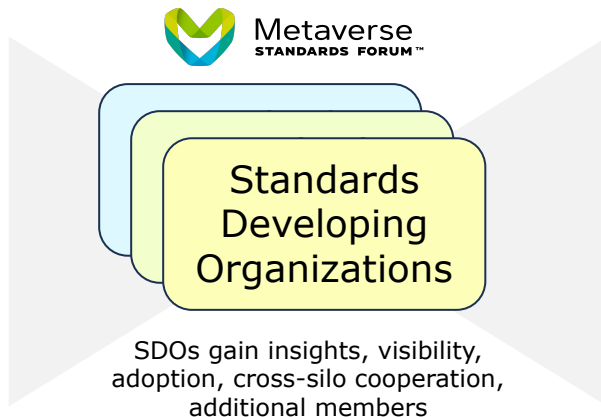 Metaverse
STANDARDS FORUM™
Standards
Developing
Organizations
SDOs gain insights, visibility,
adoption, cross-silo cooperation,
additional members